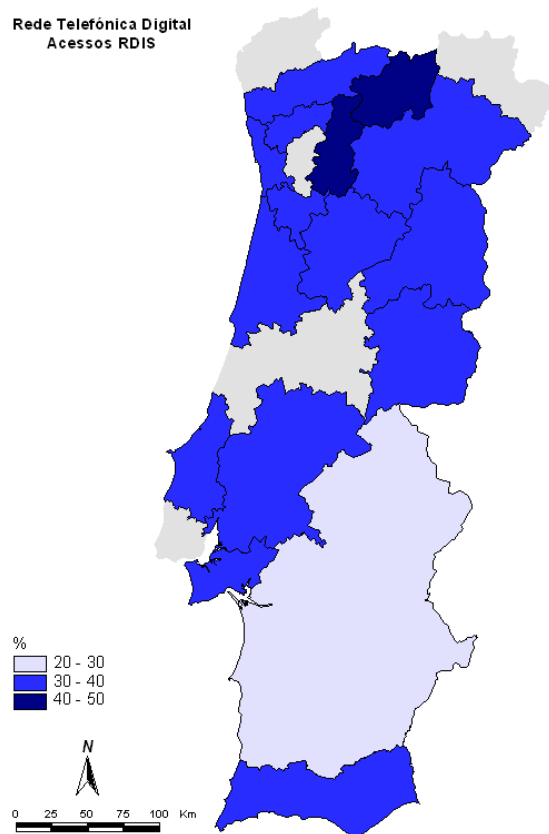 Rede Telefónica Digital
Acessos RDIS
%
20 - 30
30 - 40
40 - 50
N
0 25 50 75 100 Km